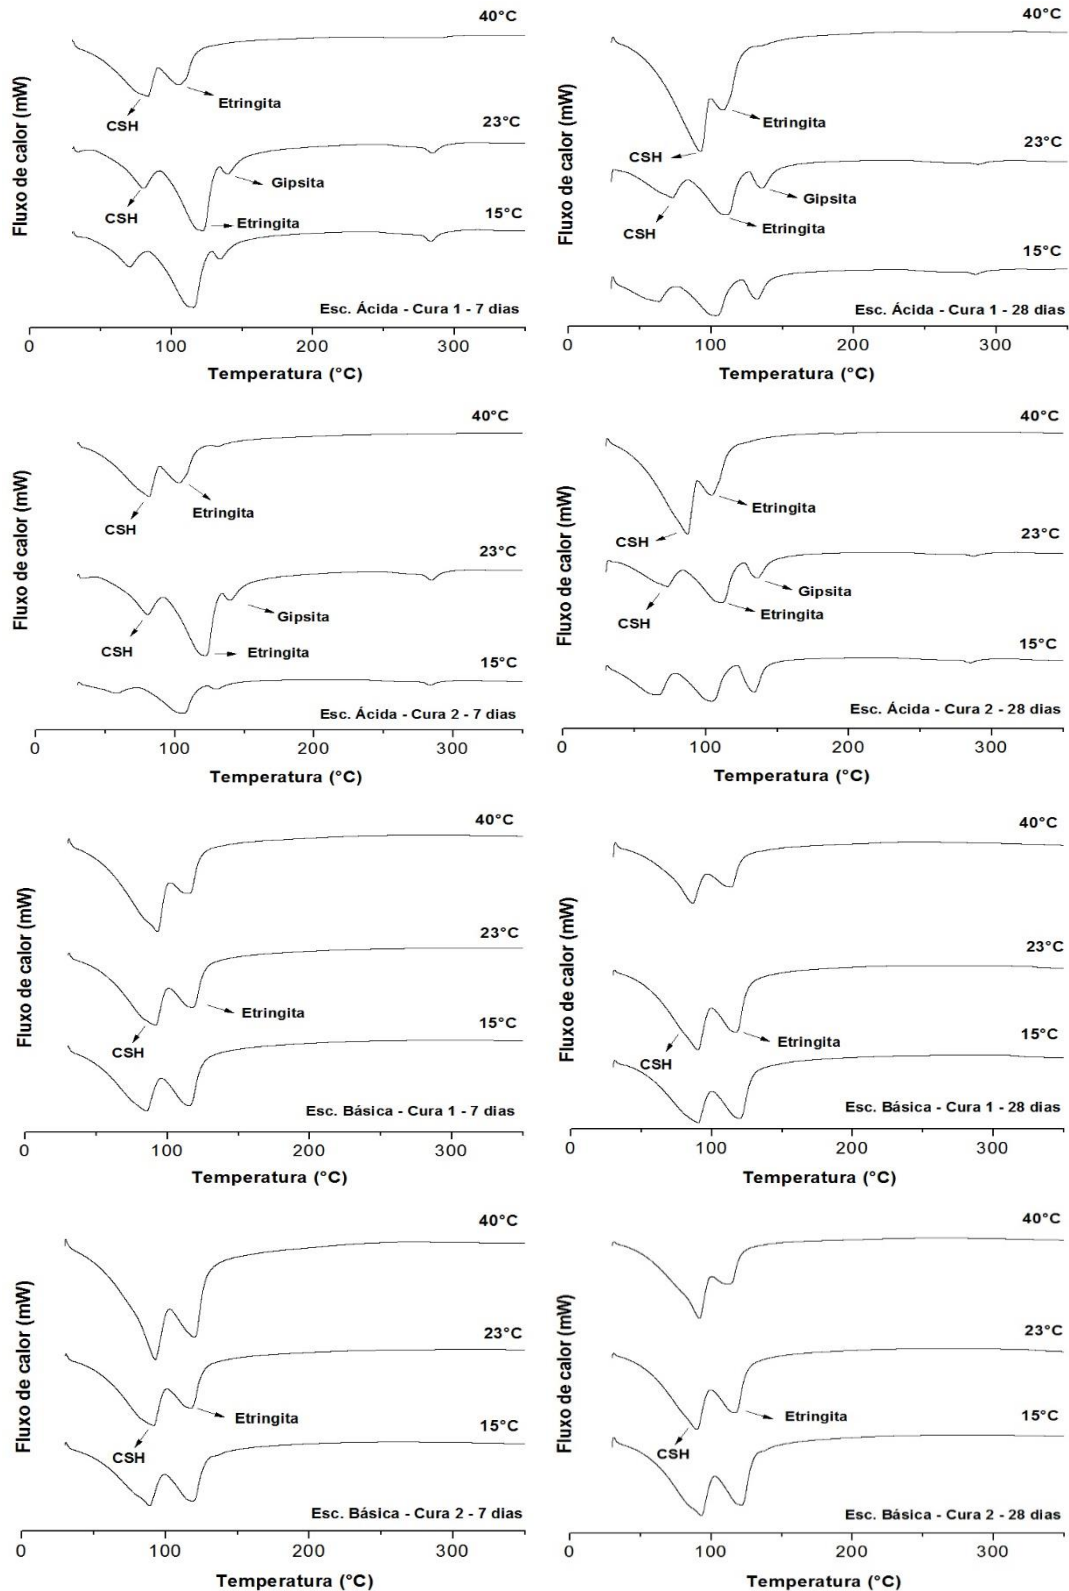 40°C
Etringita
CSH
23°C
Gipsita
CSH
Etringita
15°C
Esc. Ácida - Cura 1 - 7 dias
Fluxo de calor (mW)
0
100
200
300
Temperatura (°C)
40°C
Etringita
CSH
23°C
Gipsita
CSH
Etringita
15°C
Esc. Ácida - Cura 1 - 28 dias
Fluxo de calor (mW)
0
100
200
300
Temperatura (°C)
40°C
Etringita
CSH
23°C
Gipsita
CSH
Etringita
15°C
Esc. Ácida - Cura 2 - 7 dias
Fluxo de calor (mW)
0
100
200
300
Temperatura (°C)
40°C
Etringita
CSH
23°C
Gipsita
Etringita
CSH
15°C
Esc. Ácida - Cura 2 - 28 dias
Fluxo de calor (mW)
0
100
200
300
Temperatura (°C)
40°C
23°C
Etringita
15°C
CSH
Esc. Básica - Cura 1 - 7 dias
Fluxo de calor (mW)
0
100
200
300
Temperatura (°C)
40°C
23°C
Etringita
15°C
CSH
Esc. Básica - Cura 1 - 28 dias
Fluxo de calor (mW)
0
100
200
300
Temperatura (°C)
40°C
23°C
Etringita
15°C
CSH
Esc. Básica - Cura 2 - 7 dias
Fluxo de calor (mW)
0
100
200
300
Temperatura (°C)
40°C
23°C
Etringita
15°C
CSH
Esc. Básica - Cura 2 - 28 dias
Fluxo de calor (mW)
0
100
200
300
Temperatura (°C)